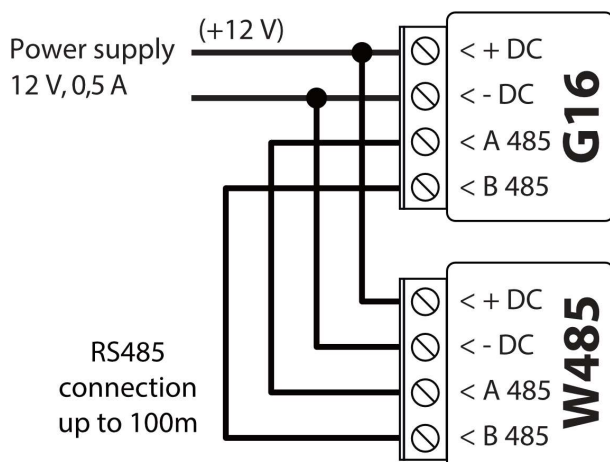 Power supply
12 V, 0,5 A
(+12 V)
< + DC
< - DC
< A 485
< B 485
G16
< + DC
< - DC
< A 485
< B 485
W485
RS485
connection
up to 100m